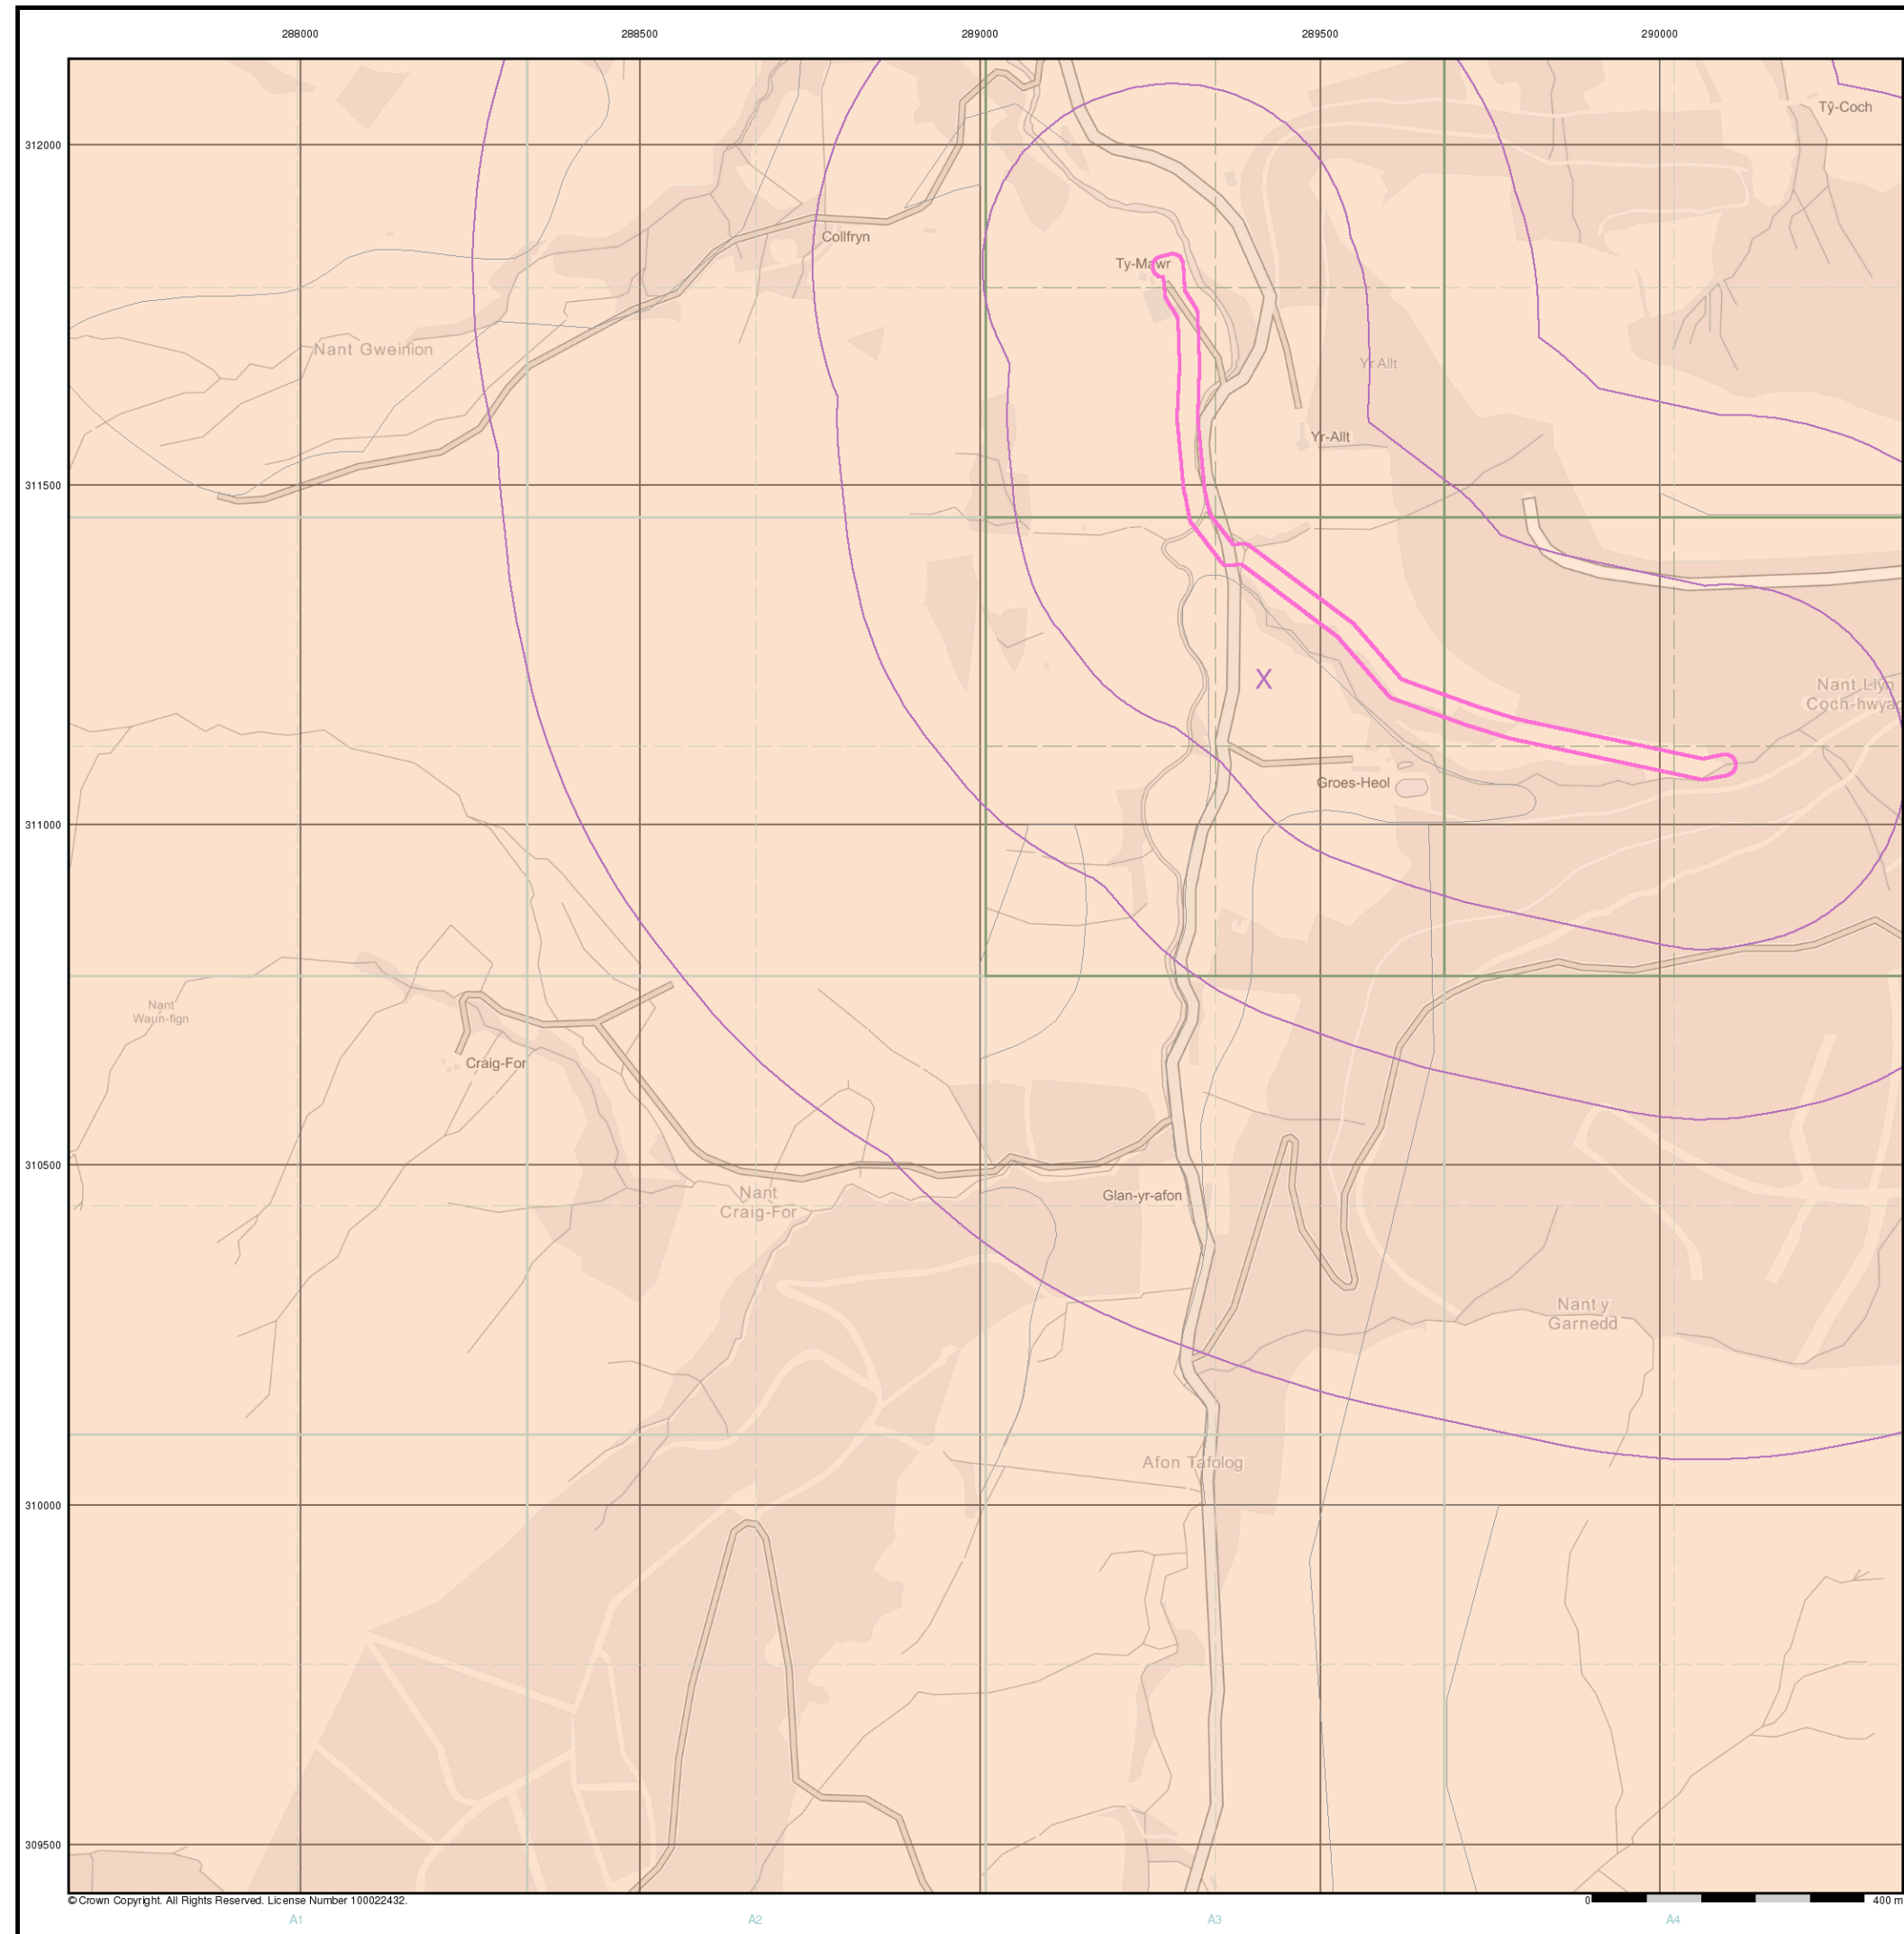 288000 288500 289000 289500 290000
312000
311500
311000
310500
310000
309500
Tŷ-Coch
Collfryn
Ty-Mawr
Nant Gweinion
Yr Allt
Yr-Allt
X
Nant Llyn
Coch-hwyad
Groes-Heol
Nant
Waun-fign
Craig-For
Nant
Craig-For
Glan-yr-afon
Nant y
Garnedd
Afon Tafolog
© Crown Copyright. All Rights Reserved. License Number 100022432.
0 400 m
A1 A2 A3 A4